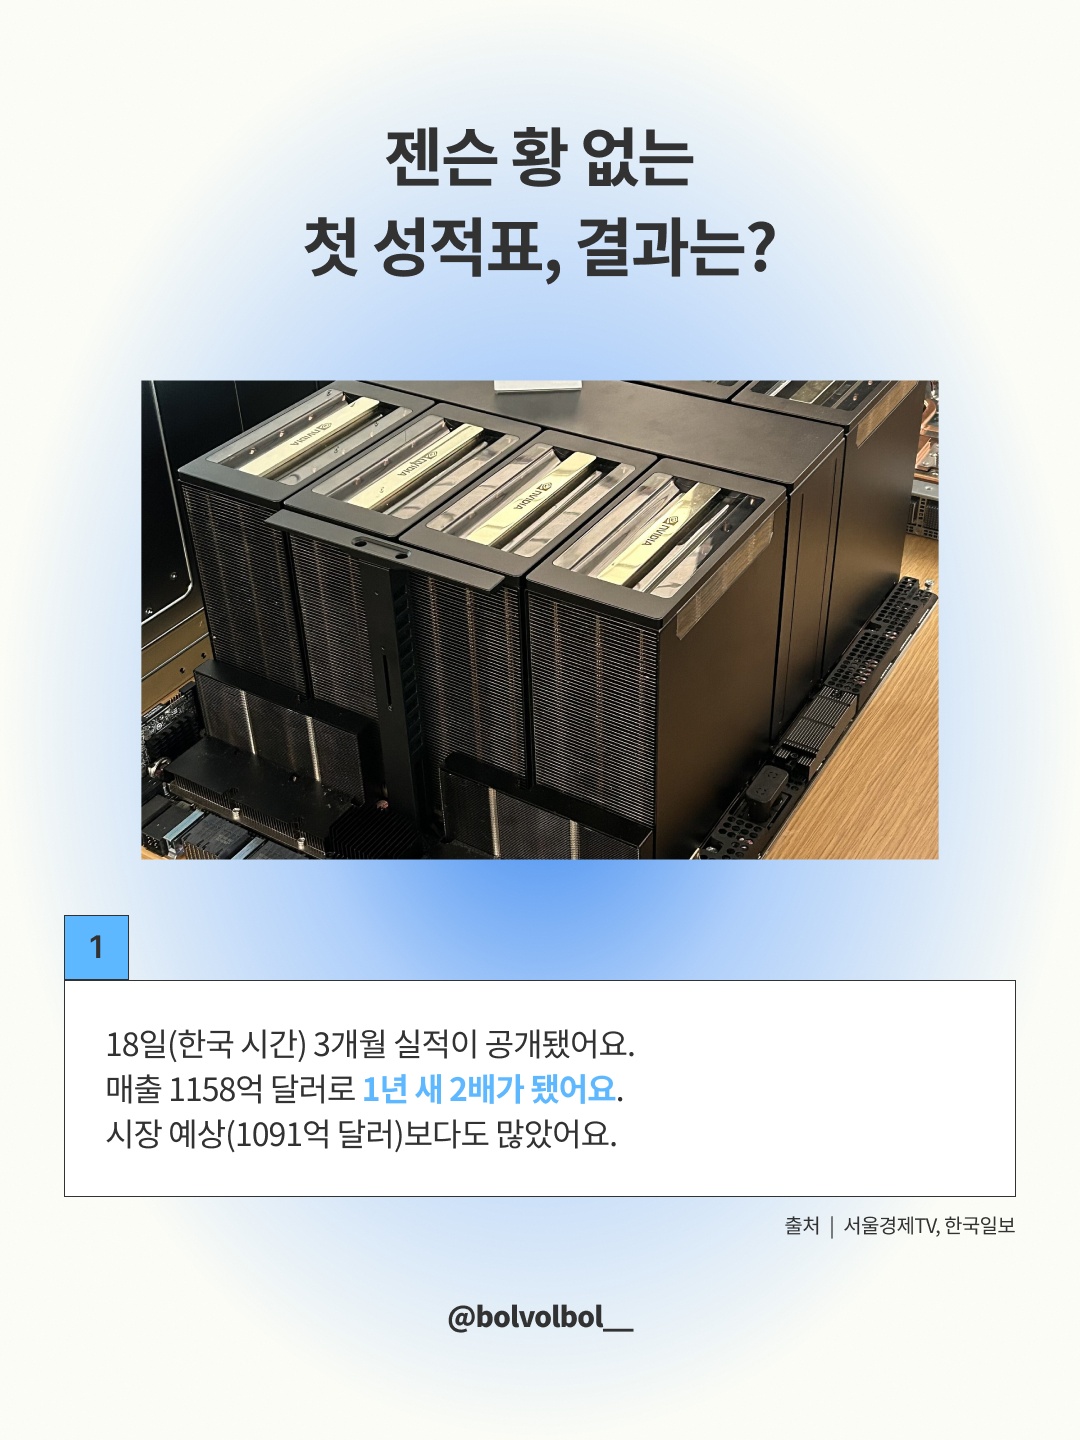 젠슨 황 없는
첫 성적표, 결과는?
NVIDIA
NVIDIA
NVIDIA
NVIDIA
1
18일(한국 시간) 3개월 실적이 공개됐어요.
매출 1158억 달러로 1년 새 2배가 됐어요.
시장 예상(1091억 달러)보다도 많았어요.
출처 | 서울경제TV, 한국일보
@bolvolbol__